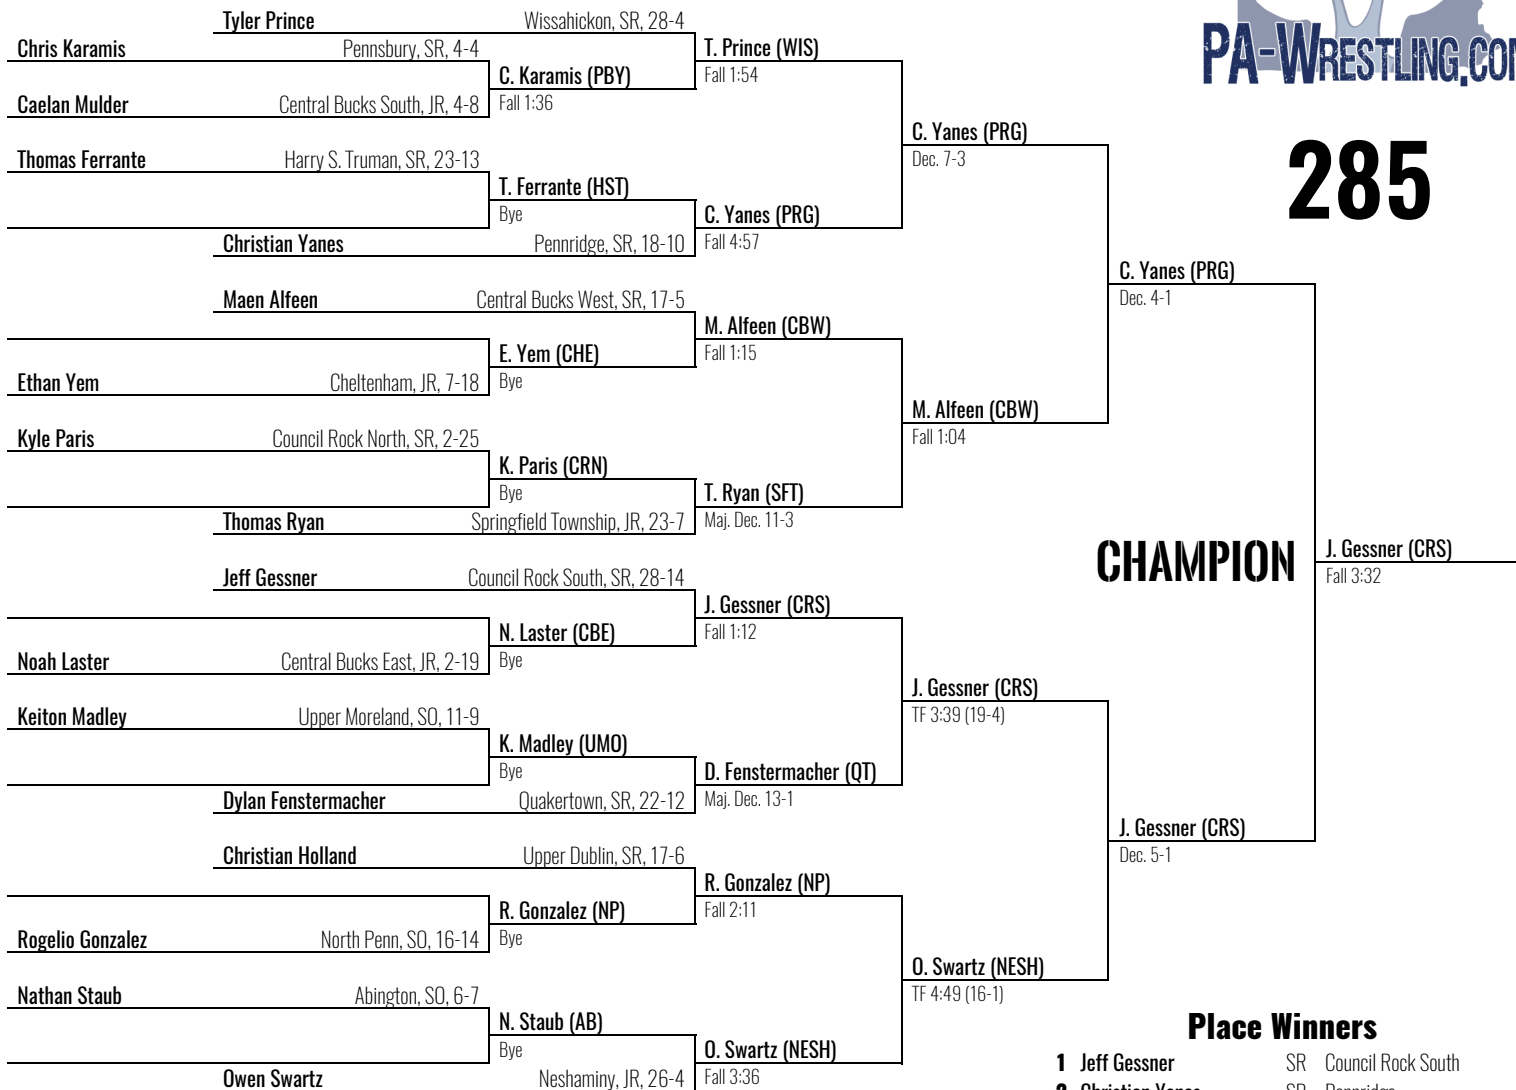 Tyler Prince Wissahickon, SR, 28-4
Chris Karamis Pennsbury, SR, 4-4
T. Prince (WIS)
Fall 1:54
C. Karamis (PBY)
Fall 1:36
Caelan Mulder Central Bucks South, JR, 4-8
C. Yanes (PRG)
Dec. 7-3
Thomas Ferrante Harry S. Truman, SR, 23-13
T. Ferrante (HST)
Bye
C. Yanes (PRG)
Fall 4:57
Christian Yanes Pennridge, SR, 18-10
C. Yanes (PRG)
Dec. 4-1
Maen Alfeen Central Bucks West, SR, 17-5
M. Alfeen (CBW)
Fall 1:15
E. Yem (CHE)
Bye
Ethan Yem Cheltenham, JR, 7-18
M. Alfeen (CBW)
Fall 1:04
Kyle Paris Council Rock North, SR, 2-25
K. Paris (CRN)
Bye
T. Ryan (SFT)
Maj. Dec. 11-3
Thomas Ryan Springfield Township, JR, 23-7
CHAMPION
J. Gessner (CRS)
Fall 3:32
Jeff Gessner Council Rock South, SR, 28-14
J. Gessner (CRS)
Fall 1:12
N. Laster (CBE)
Bye
Noah Laster Central Bucks East, JR, 2-19
J. Gessner (CRS)
TF 3:39 (19-4)
Keiton Madley Upper Moreland, SO, 11-9
K. Madley (UMO)
Bye
D. Fenstermacher (QT)
Maj. Dec. 13-1
Dylan Fenstermacher Quakertown, SR, 22-12
J. Gessner (CRS)
Dec. 5-1
Christian Holland Upper Dublin, SR, 17-6
R. Gonzalez (NP)
Fall 2:11
R. Gonzalez (NP)
Bye
Rogelio Gonzalez North Penn, SO, 16-14
O. Swartz (NESH)
TF 4:49 (16-1)
Nathan Staub Abington, SO, 6-7
N. Staub (AB)
Bye
O. Swartz (NESH)
Fall 3:36
Owen Swartz Neshaminy, JR, 26-4
PA-WRESTLING.CO
285
Place Winners
1 Jeff Gessner SR Council Rock South
2 Christian Yanes SR Pennridge